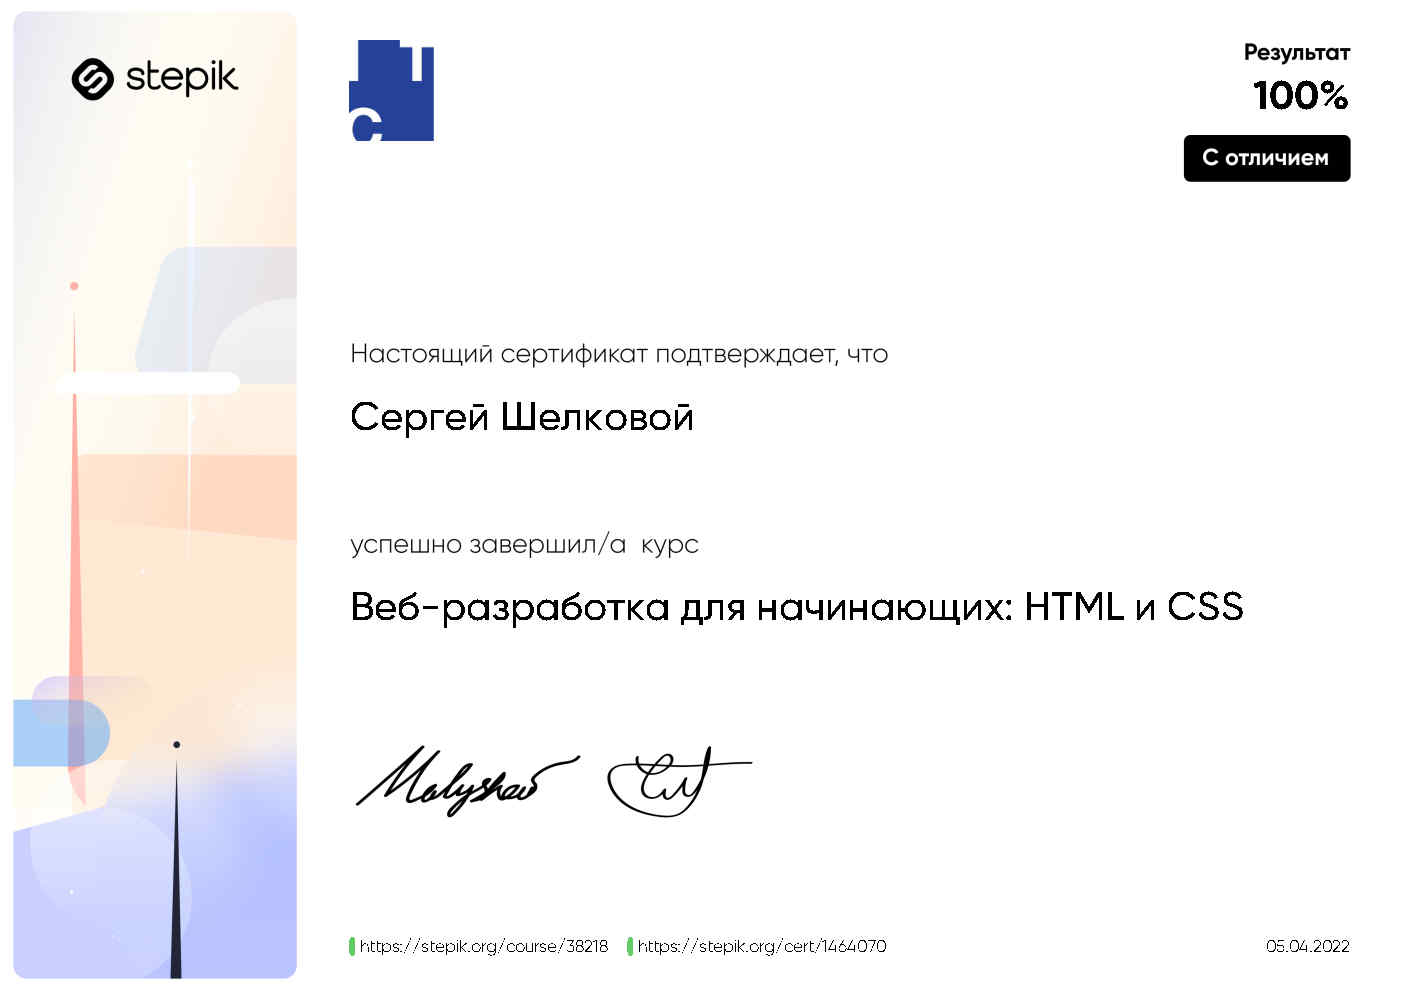 stepik
Результат
100%
С отличием
Настоящий сертификат подтверждает, что
Сергей Шелковой
успешно завершил/а курс
Веб-разработка для начинающих: HTML и CSS
Malyshev
https://stepik.org/course/38218 https://stepik.org/cert/1464070
05.04.2022